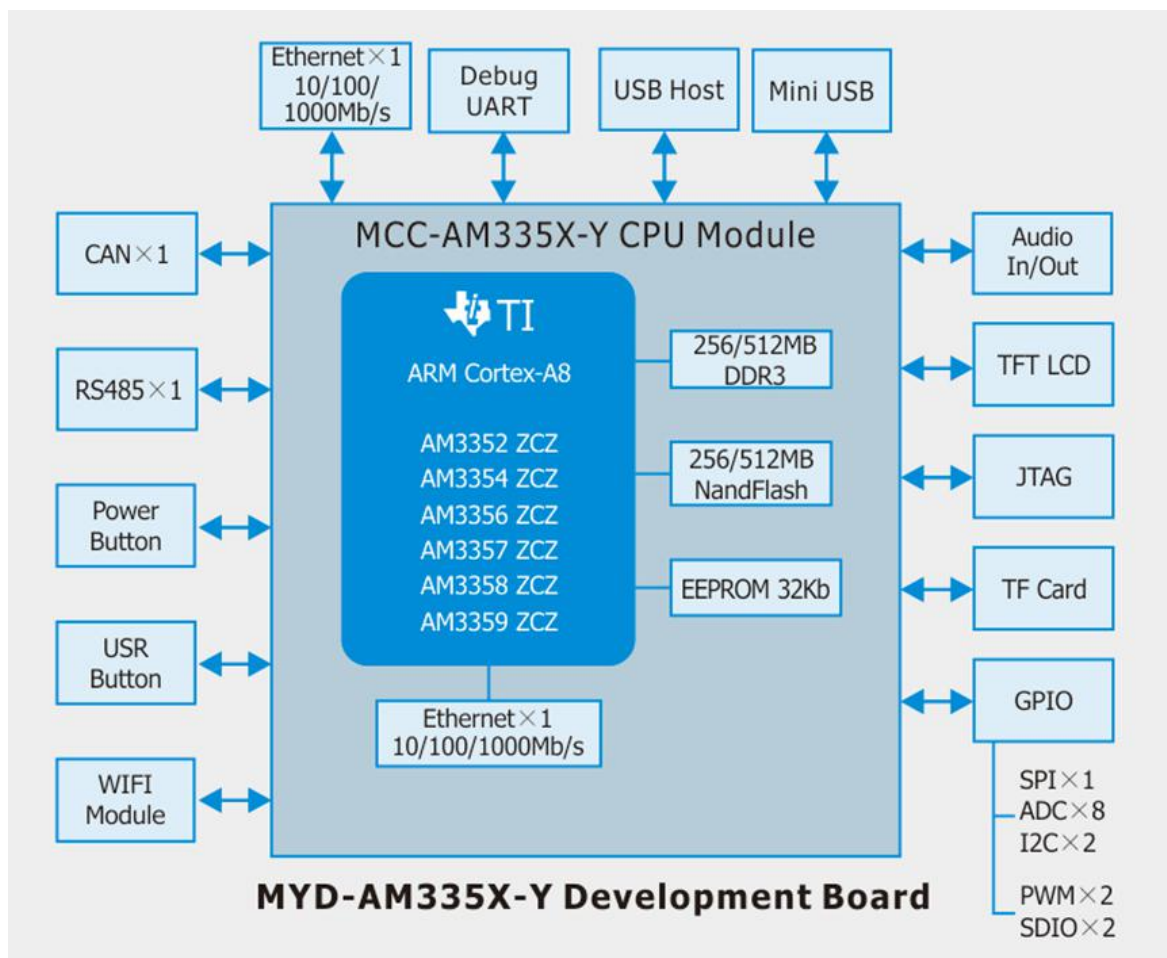 Ethernet×1
10/100/
1000Mb/s
Debug
UART
USB Host
Mini USB
MCC-AM335X-Y CPU Module
CAN×1
RS485×1
Power
Button
USR
Button
WIFI
Module
TI
ARM Cortex-A8
AM3352 ZCZ
AM3354 ZCZ
AM3356 ZCZ
AM3357 ZCZ
AM3358 ZCZ
AM3359 ZCZ
256/512MB
DDR3
256/512MB
NandFlash
EEPROM 32Kb
Ethernet×1
10/100/1000Mb/s
Audio
In/Out
TFT LCD
JTAG
TF Card
GPIO
SPI×1
ADC×8
I2C×2
PWM×2
SDIO×2
MYD-AM335X-Y Development Board